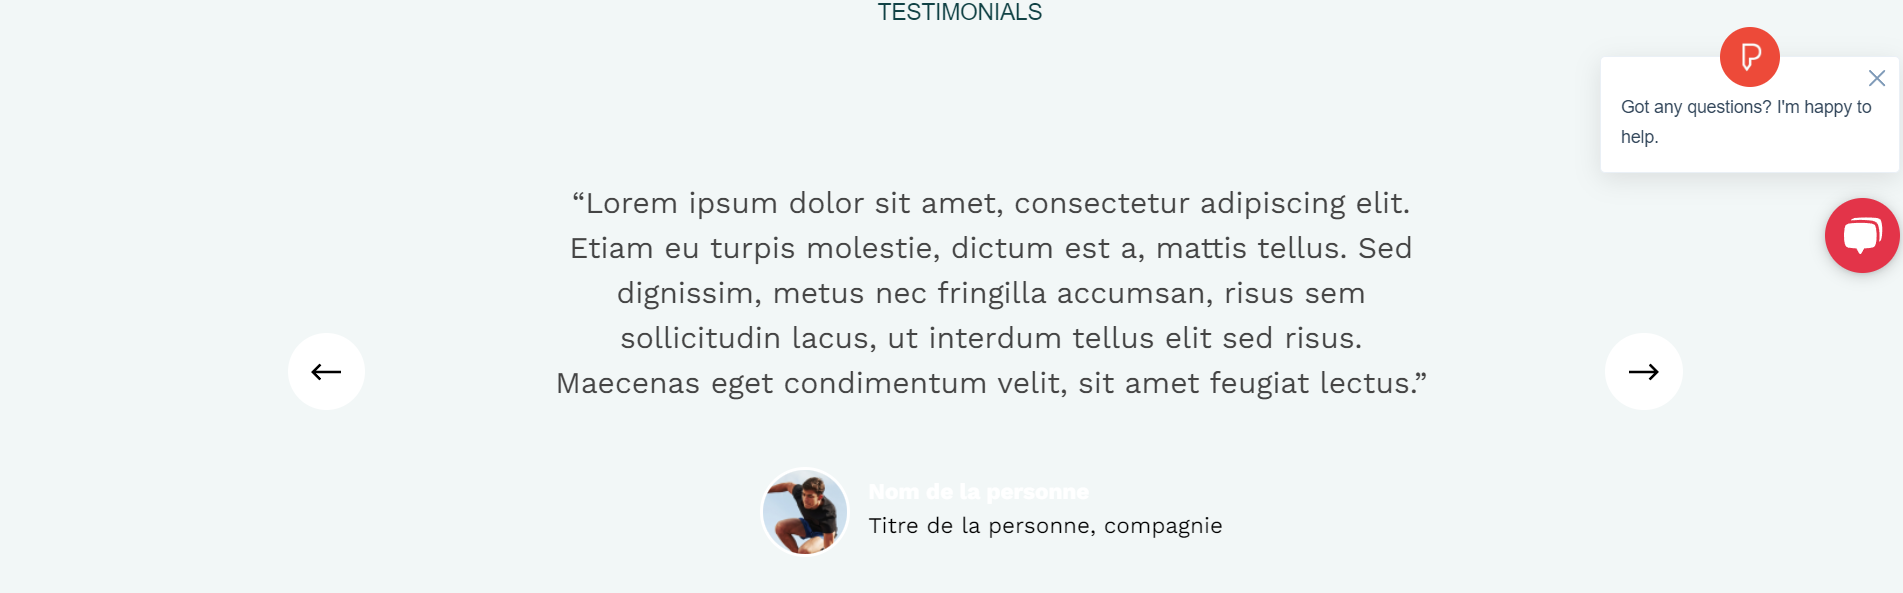 TESTIMONIALS
Got any questions? I'm happy to
help.
“Lorem ipsum dolor sit amet, consectetur adipiscing elit.
Etiam eu turpis molestie, dictum est a, mattis tellus. Sed
dignissim, metus nec fringilla accumsan, risus sem
sollicitudin lacus, ut interdum tellus elit sed risus.
Maecenas eget condimentum velit, sit amet feugiat lectus.”
Nom de la personne
Titre de la personne, compagnie